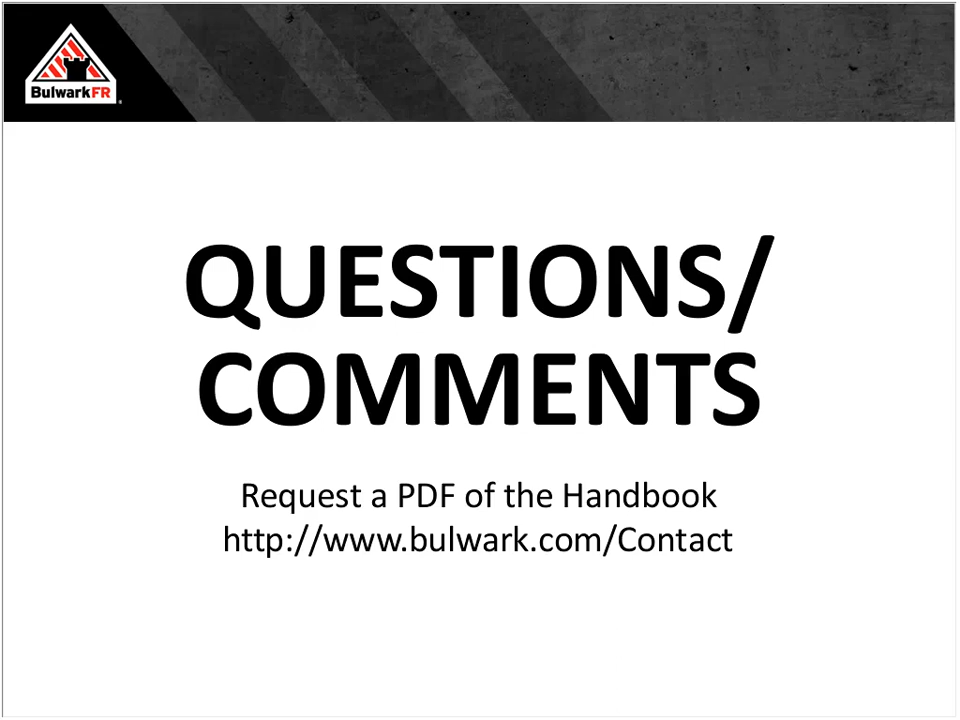 BulwarkFR
QUESTIONS/
COMMENTS
Request a PDF of the Handbook
http://www.bulwark.com/Contact